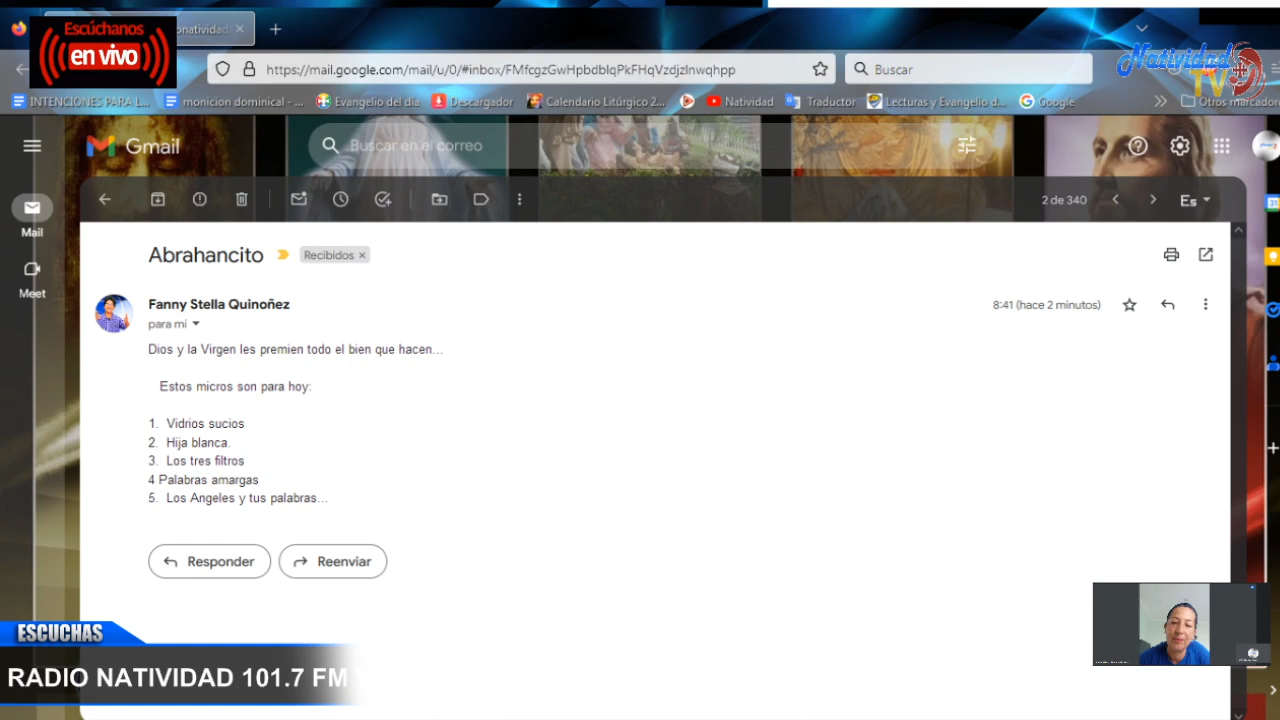 Escúchanos
en vivo
onatividad
https://mail.google.com/mail/u/0/#inbox/FMfcgzGwHpbdblqPkFHqVzdjzlnwqhpp
Buscar
Natividad
TV
INTENCIONES PARA L...
monicion dominical - ...
Evangelio del día
Descargador
Calendario Litúrgico 2...
Natividad
Traductor
Lecturas y Evangelio d...
Google
Otros marcador
Gmail
Buscar en el correo
2 de 340
Es
Mail
Meet
Abrahancito
Recibidos ×
Fanny Stella Quinoñez
8:41 (hace 2 minutos)
para mí
Dios y la Virgen les premien todo el bien que hacen...
Estos micros son para hoy:
1. Vidrios sucios
2. Hija blanca.
3. Los tres filtros
4 Palabras amargas
5. Los Angeles y tus palabras...
Responder
Reenviar
ESCUCHAS
RADIO NATIVIDAD 101.7 FM